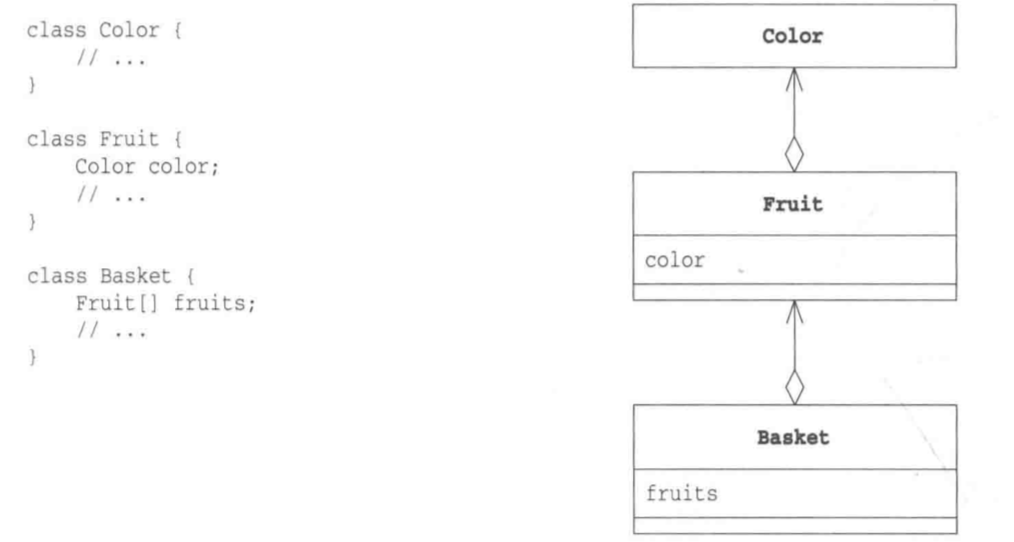 class Color {
    // ...
}
class Fruit {
    Color color;
    // ...
}
class Basket {
    Fruit[] fruits;
    // ...
}
Color
Fruit
color
Basket
fruits